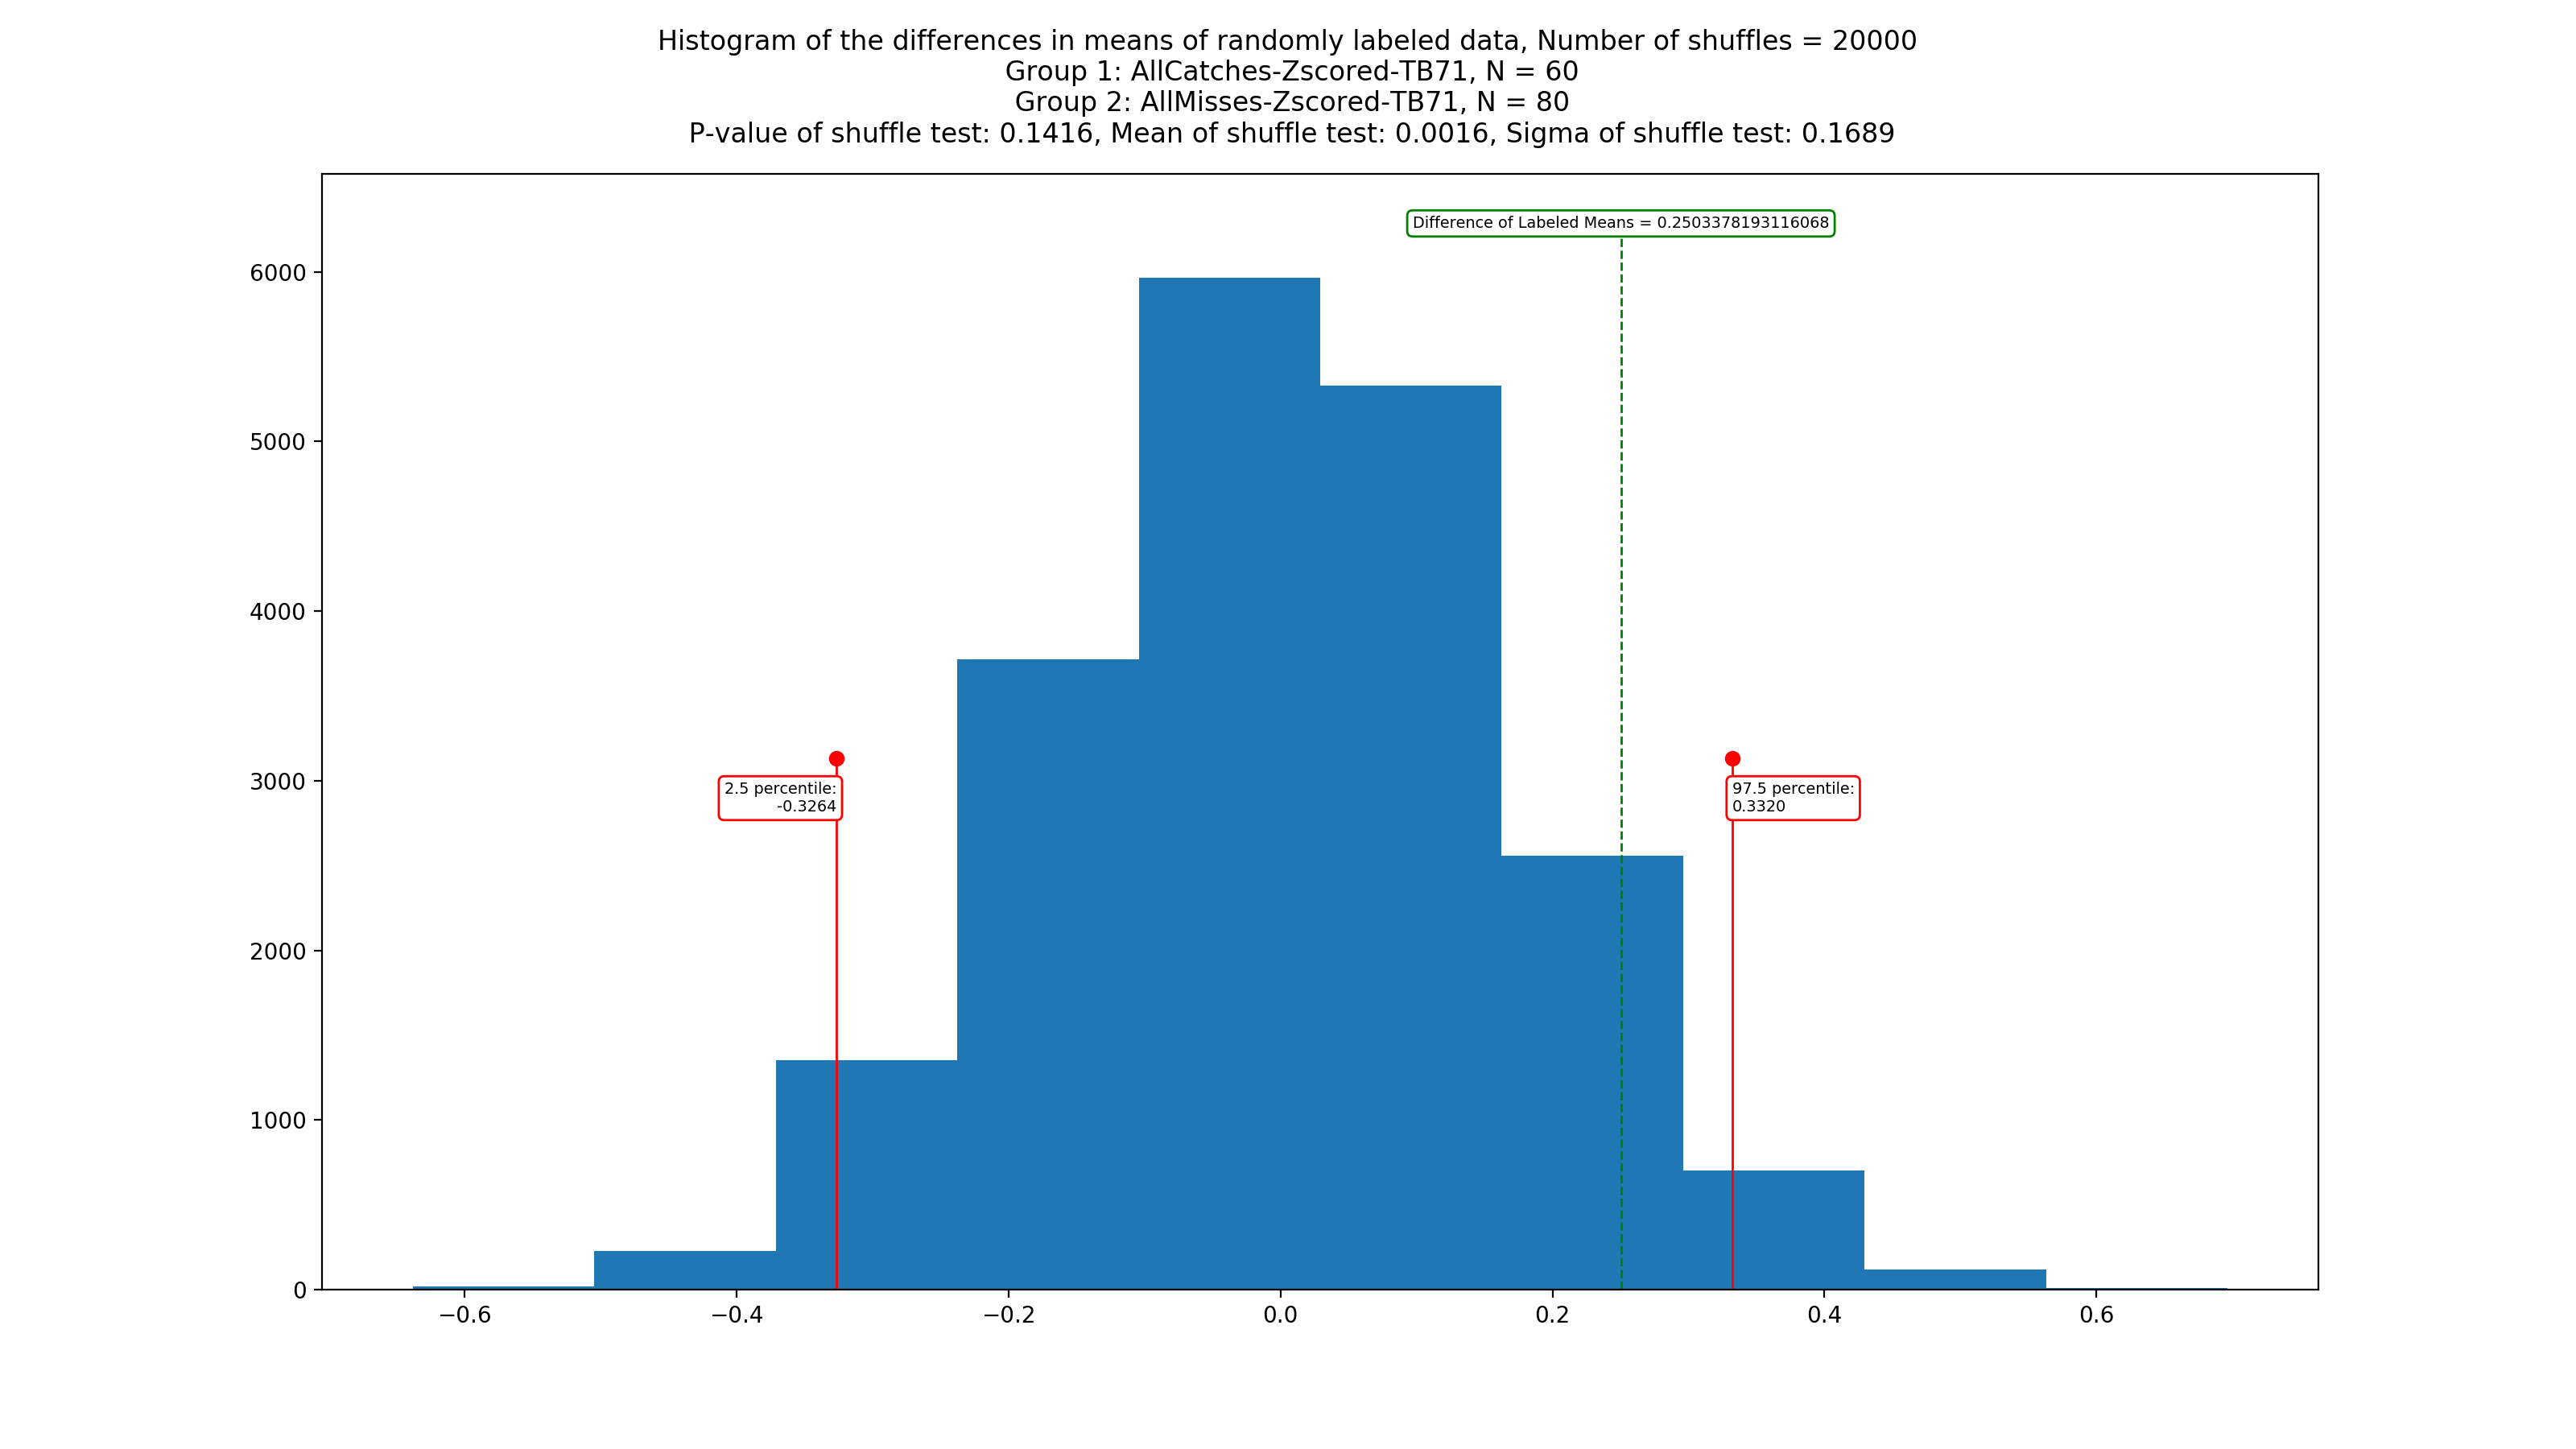 Histogram of the differences in means of randomly labeled data, Number of shuffles = 20000
Group 1: AllCatches-Zscored-TB71, N = 60
Group 2: AllMisses-Zscored-TB71, N = 80
P-value of shuffle test: 0.1416, Mean of shuffle test: 0.0016, Sigma of shuffle test: 0.1689
Difference of Labeled Means = 0.2503378193116068
6000
5000
4000
3000
2000
1000
0
2.5 percentile:
-0.3264
97.5 percentile:
0.3320
−0.6
−0.4
−0.2
0.0
0.2
0.4
0.6